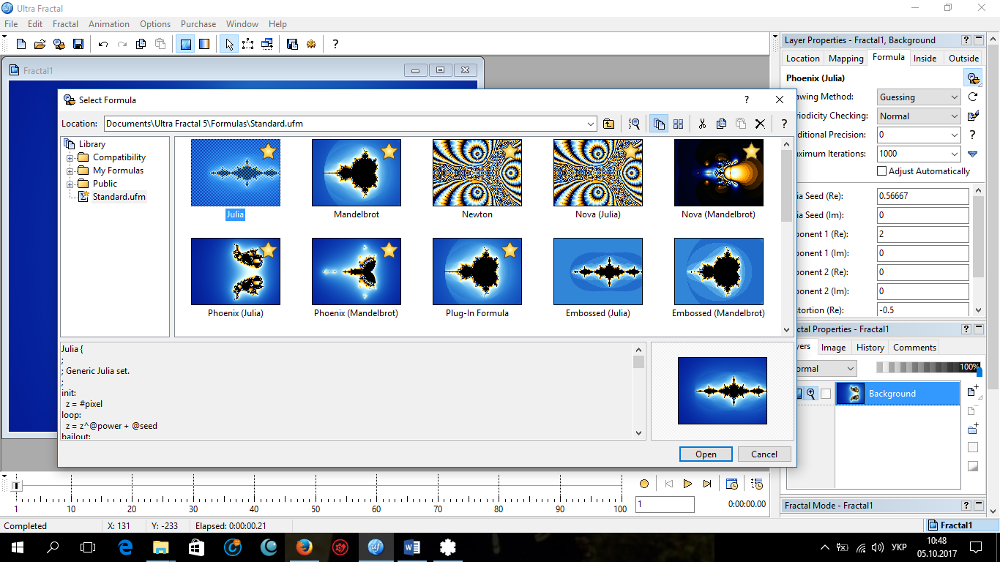 Ultra Fractal
File Edit Fractal Animation Options Purchase Window Help
Fractal1
Select Formula
Location: Documents\Ultra Fractal 5\Formulas\Standard.ufm
Library
Compatibility
My Formulas
Public
Standard.ufm
Julia Mandelbrot Newton Nova (Julia) Nova (Mandelbrot)
Phoenix (Julia) Phoenix (Mandelbrot) Plug-In Formula Embossed (Julia) Embossed (Mandelbrot)
Julia {
;
; Generic Julia set.
;
init:
z = #pixel
loop:
z = z^@power + @seed
bailout:
Open Cancel
Layer Properties - Fractal1, Background
Location Mapping Formula Inside Outside
Phoenix (Julia)
awing Method: Guessing
riodicity Checking: Normal
ditional Precision: 0
aximum Iterations: 1000
Adjust Automatically
ia Seed (Re): 0.56667
ia Seed (Im): 0
ponent 1 (Re): 2
ponent 1 (Im): 0
ponent 2 (Re): 0
ponent 2 (Im): 0
tortion (Re): -0.5
ctal Properties - Fractal1
yers Image History Comments
ormal 100%
Background
Fractal Mode - Fractal1
1 10 20 30 40 50 60 70 80 90 100
1 0:00:00.00
Completed X: 131 Y: -233 Elapsed: 0:00:00.21 Fractal1
УКР 10:48
05.10.2017